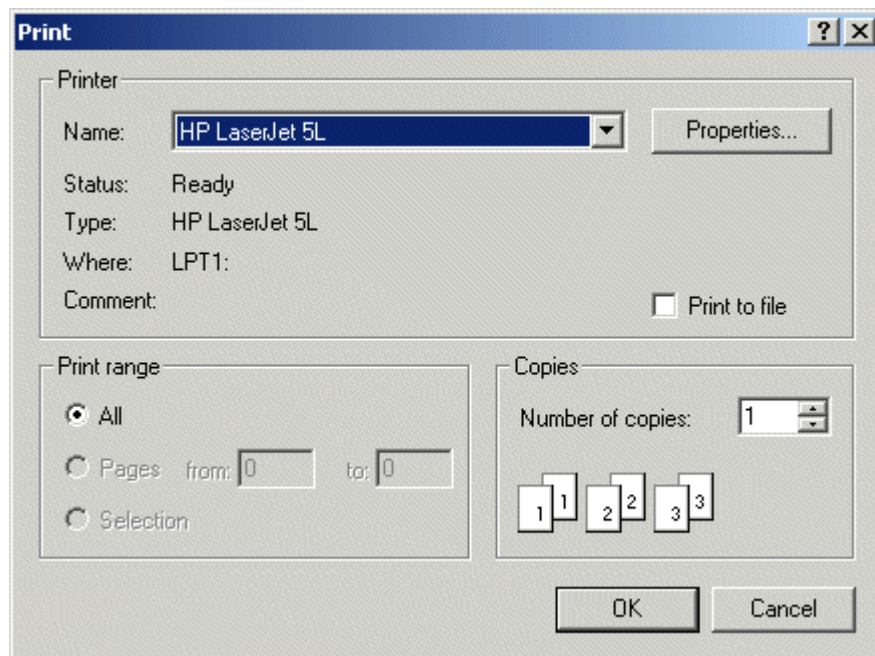 Print
Printer
Name: HP LaserJet 5L Properties...
Status: Ready
Type: HP LaserJet 5L
Where: LPT1:
Comment: Print to file
Print range
All
Pages from: 0 to: 0
Selection
Copies
Number of copies: 1
1 1 2 2 3 3
OK Cancel